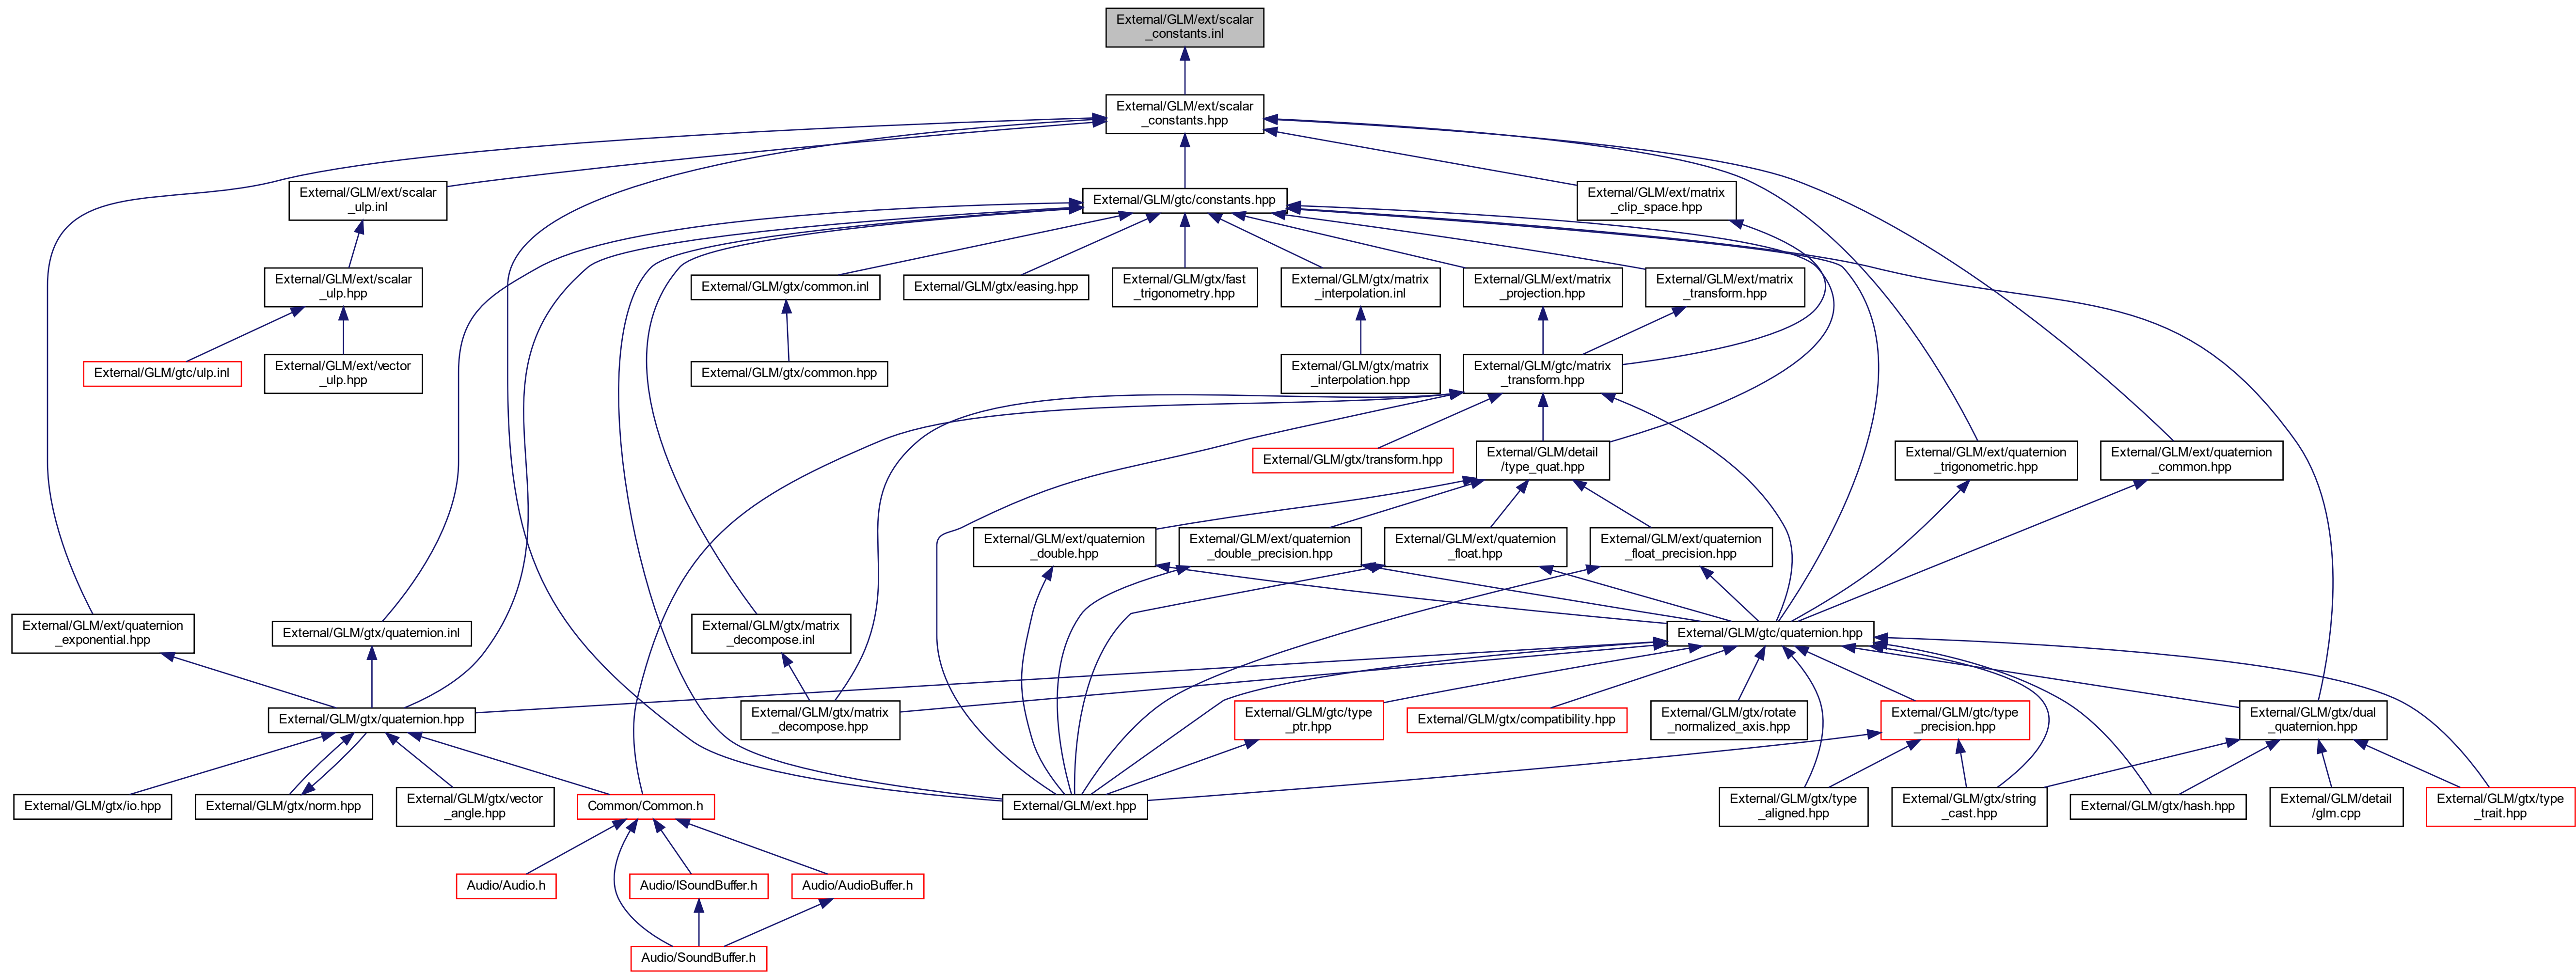 External/GLM/ext/scalar
_constants.inl
External/GLM/ext/scalar
_constants.hpp
External/GLM/ext/scalar
_ulp.inl
External/GLM/gtc/constants.hpp
External/GLM/ext/matrix
_clip_space.hpp
External/GLM/ext/scalar
_ulp.hpp
External/GLM/gtx/common.inl
External/GLM/gtx/easing.hpp
External/GLM/gtx/fast
_trigonometry.hpp
External/GLM/gtx/matrix
_interpolation.inl
External/GLM/ext/matrix
_projection.hpp
External/GLM/ext/matrix
_transform.hpp
External/GLM/gtc/ulp.inl
External/GLM/ext/vector
_ulp.hpp
External/GLM/gtx/common.hpp
External/GLM/gtx/matrix
_interpolation.hpp
External/GLM/gtc/matrix
_transform.hpp
External/GLM/gtx/transform.hpp
External/GLM/detail
/type_quat.hpp
External/GLM/ext/quaternion
_trigonometric.hpp
External/GLM/ext/quaternion
_common.hpp
External/GLM/ext/quaternion
_double.hpp
External/GLM/ext/quaternion
_double_precision.hpp
External/GLM/ext/quaternion
_float.hpp
External/GLM/ext/quaternion
_float_precision.hpp
External/GLM/ext/quaternion
_exponential.hpp
External/GLM/gtx/quaternion.inl
External/GLM/gtx/matrix
_decompose.inl
External/GLM/gtc/quaternion.hpp
External/GLM/gtx/quaternion.hpp
External/GLM/gtx/matrix
_decompose.hpp
External/GLM/gtc/type
_ptr.hpp
External/GLM/gtx/compatibility.hpp
External/GLM/gtx/rotate
_normalized_axis.hpp
External/GLM/gtc/type
_precision.hpp
External/GLM/gtx/dual
_quaternion.hpp
External/GLM/gtx/io.hpp
External/GLM/gtx/norm.hpp
External/GLM/gtx/vector
_angle.hpp
Common/Common.h
External/GLM/ext.hpp
External/GLM/gtx/type
_aligned.hpp
External/GLM/gtx/string
_cast.hpp
External/GLM/gtx/hash.hpp
External/GLM/detail
/glm.cpp
External/GLM/gtx/type
_trait.hpp
Audio/Audio.h
Audio/ISoundBuffer.h
Audio/AudioBuffer.h
Audio/SoundBuffer.h